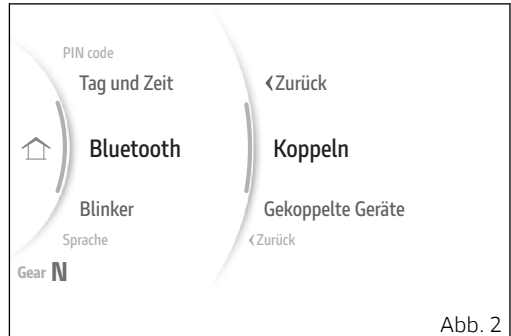 PIN code
Tag und Zeit
Bluetooth
Blinker
Sprache
‹Zurück
Koppeln
Gekoppelte Geräte
‹Zurück
Gear N
Abb. 2